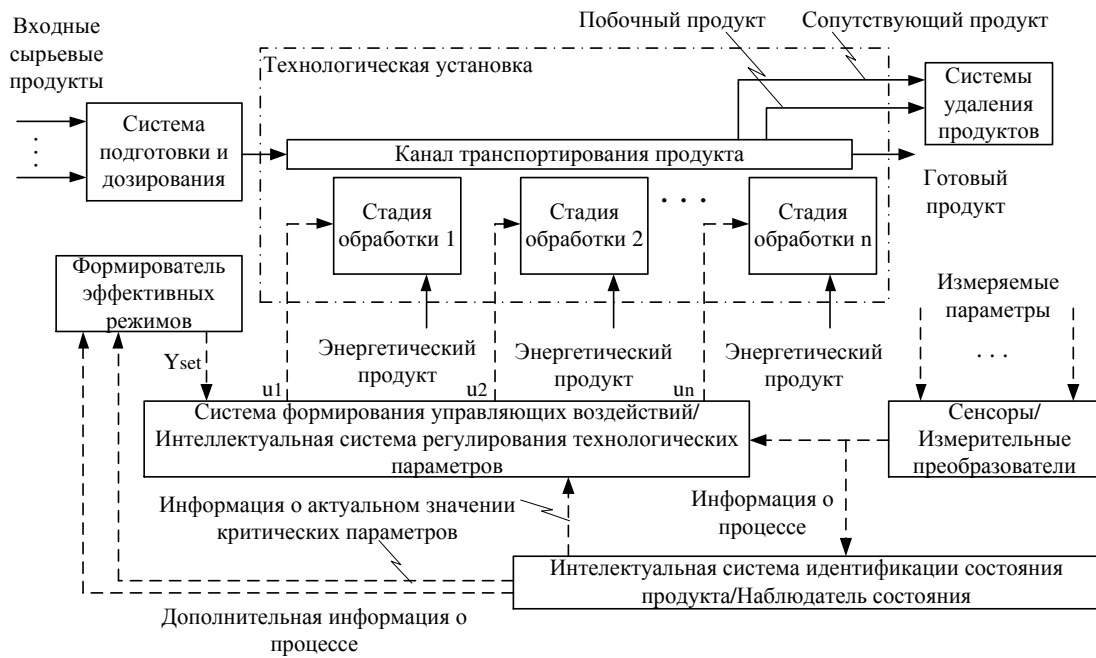 Побочный продукт
Сопутствующий продукт
Входные
сырьевые
продукты
Технологическая установка
Системы
удаления
продуктов
Система
подготовки и
дозирования
Канал транспортирования продукта
Готовый
продукт
Стадия
обработки 1
Стадия
обработки 2
. . .
Стадия
обработки n
Формирователь
эффективных
режимов
Измеряемые
параметры
. . .
Энергетический
продукт
Энергетический
продукт
Энергетический
продукт
Yset
u1
u2
un
Система формирования управляющих воздействий/
Интеллектуальная система регулирования технологических
параметров
Сенсоры/
Измерительные
преобразователи
Информация о актуальном значении
критических параметров
Информация о
процессе
Интелектуальная система идентификации состояния
продукта/Наблюдатель состояния
Дополнительная информация о
процессе